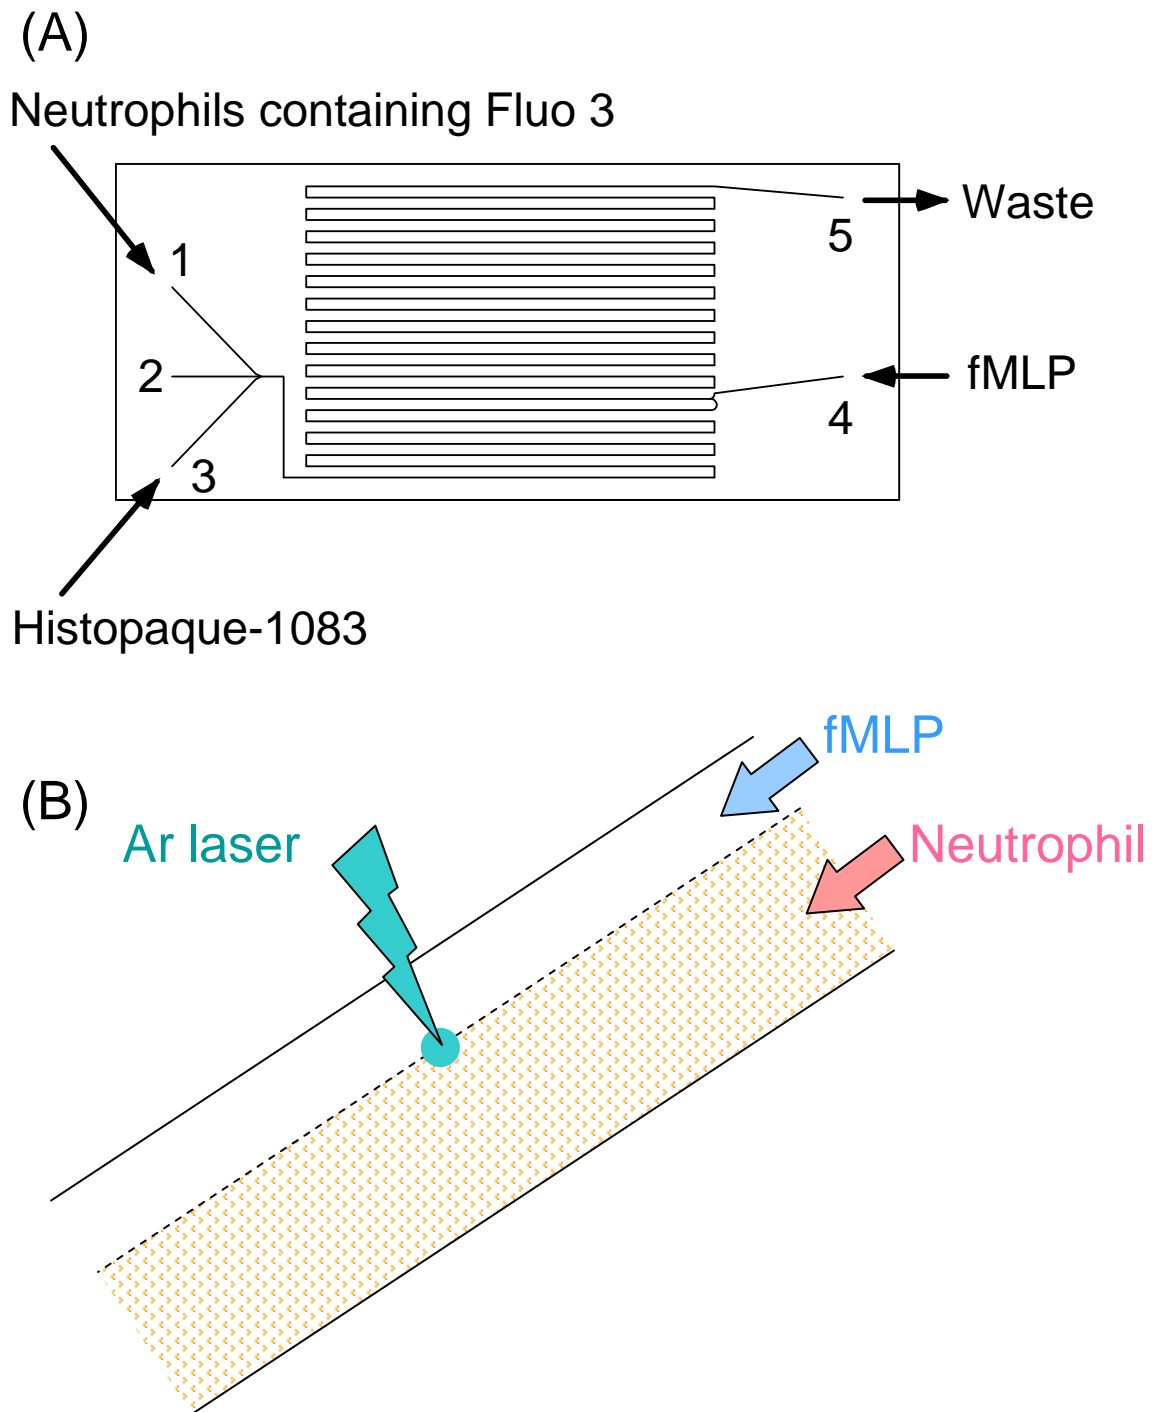 (A)
Neutrophils containing Fluo 3
Waste
1
5
2
fMLP
4
3
Histopaque-1083
fMLP
(B)
Ar laser
Neutrophil